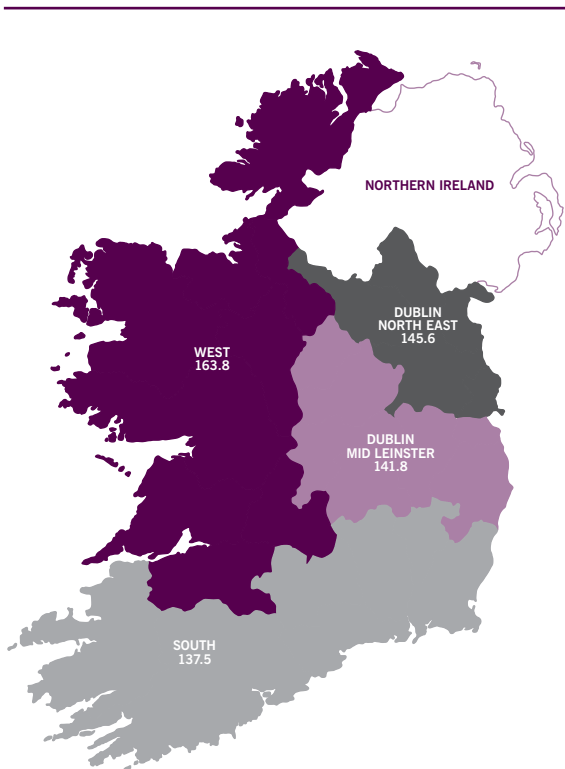 NORTHERN IRELAND
DUBLIN
NORTH EAST
145.6
WEST
163.8
DUBLIN
MID LEINSTER
141.8
SOUTH
137.5